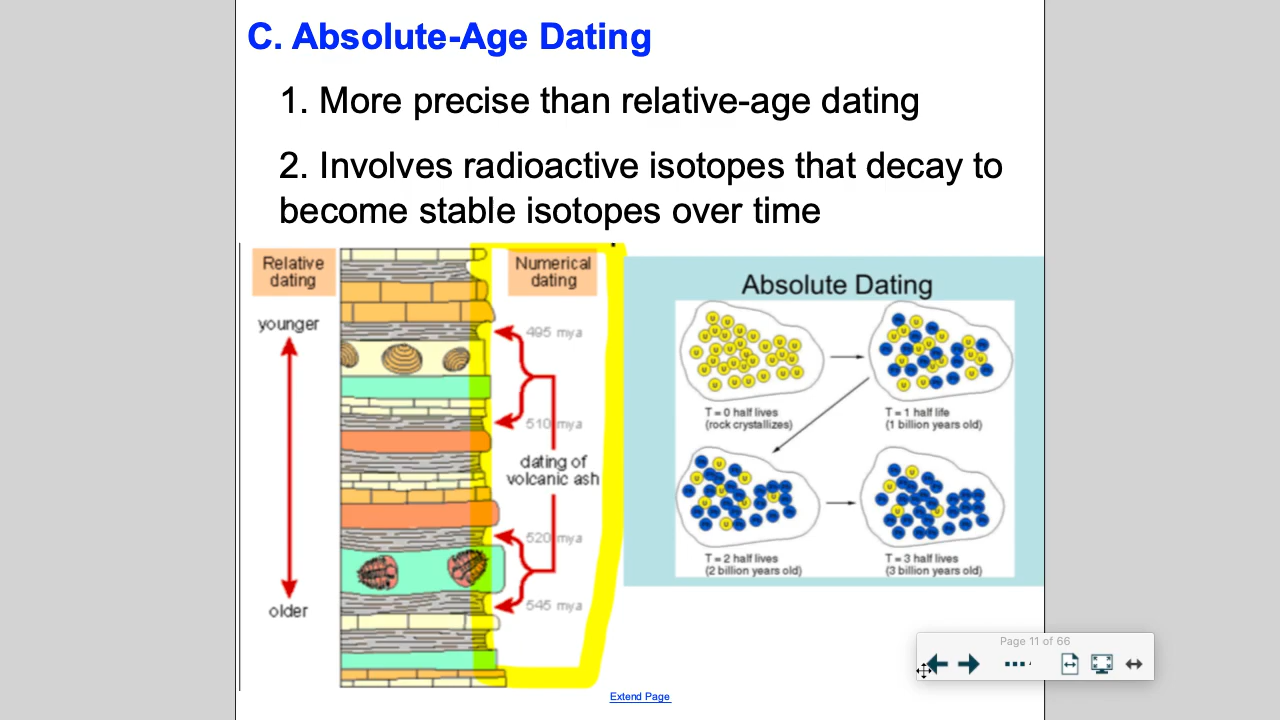 C. Absolute-Age Dating
1. More precise than relative-age dating
2. Involves radioactive isotopes that decay to
become stable isotopes over time
Relative
dating
younger
older
Numerical
dating
495 mya
510 mya
dating of
volcanic ash
520 mya
545 mya
Absolute Dating
T = 0 half lives
(rock crystallizes)
T = 1 half life
(1 billion years old)
T = 2 half lives
(2 billion years old)
T = 3 half lives
(3 billion years old)
Page 11 of 66
Extend Page